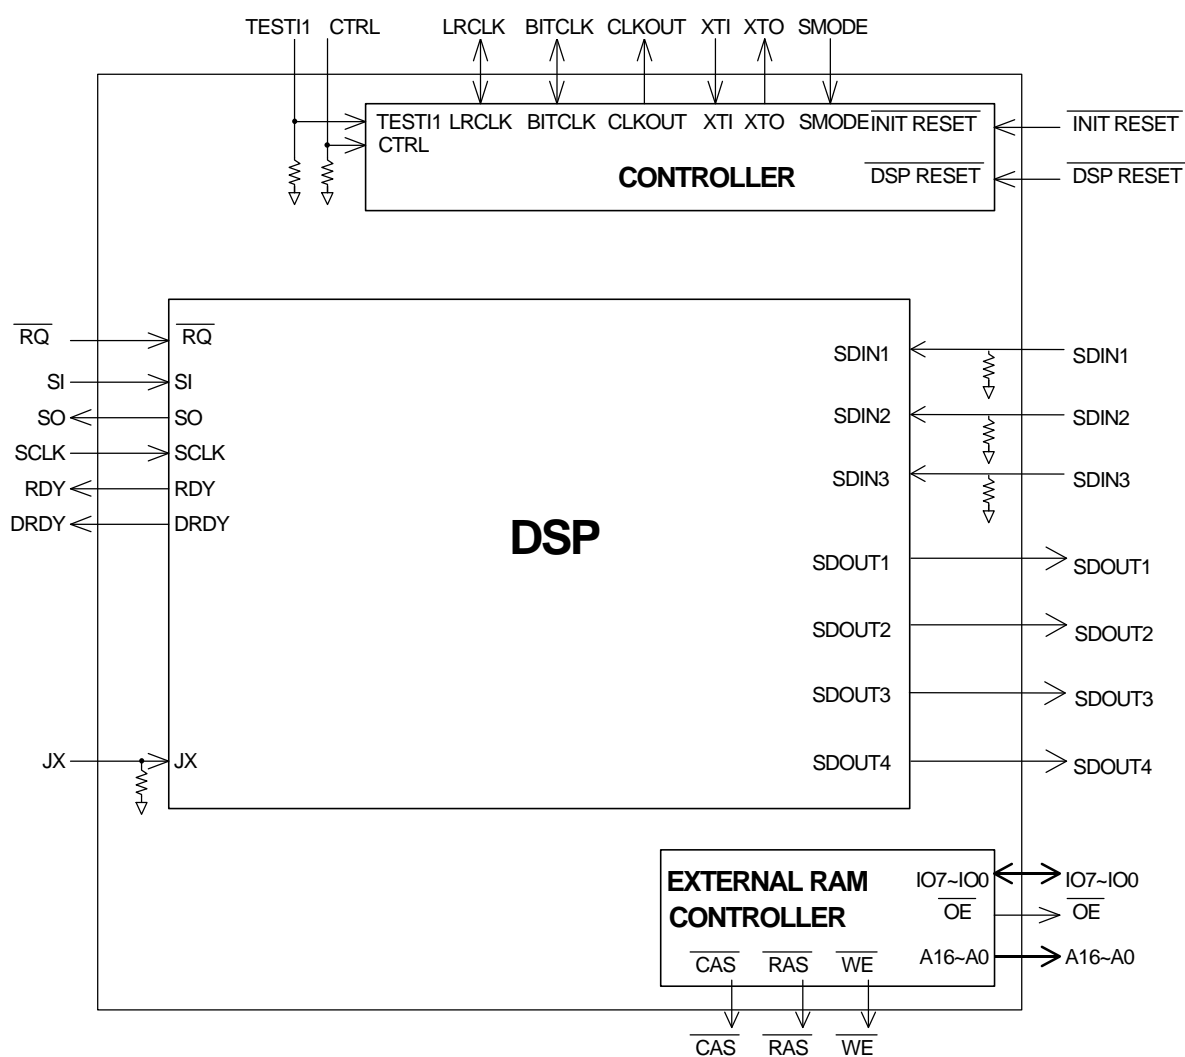 TESTI1 CTRL LRCLK BITCLK CLKOUT XTI XTO SMODE
TESTI1 LRCLK BITCLK CLKOUT XTI XTO SMODE INIT RESET INIT RESET
CTRL
CONTROLLER DSP RESET DSP RESET
RQ RQ
SDIN1 SDIN1
SI SI
SO SO SDIN2 SDIN2
SCLK SCLK
SDIN3 SDIN3
RDY RDY
DRDY DRDY
DSP
SDOUT1 SDOUT1
SDOUT2 SDOUT2
SDOUT3 SDOUT3
JX JX SDOUT4 SDOUT4
EXTERNAL RAM IO7~IO0 IO7~IO0
CONTROLLER OE OE
CAS RAS WE A16~A0 A16~A0
CAS RAS WE